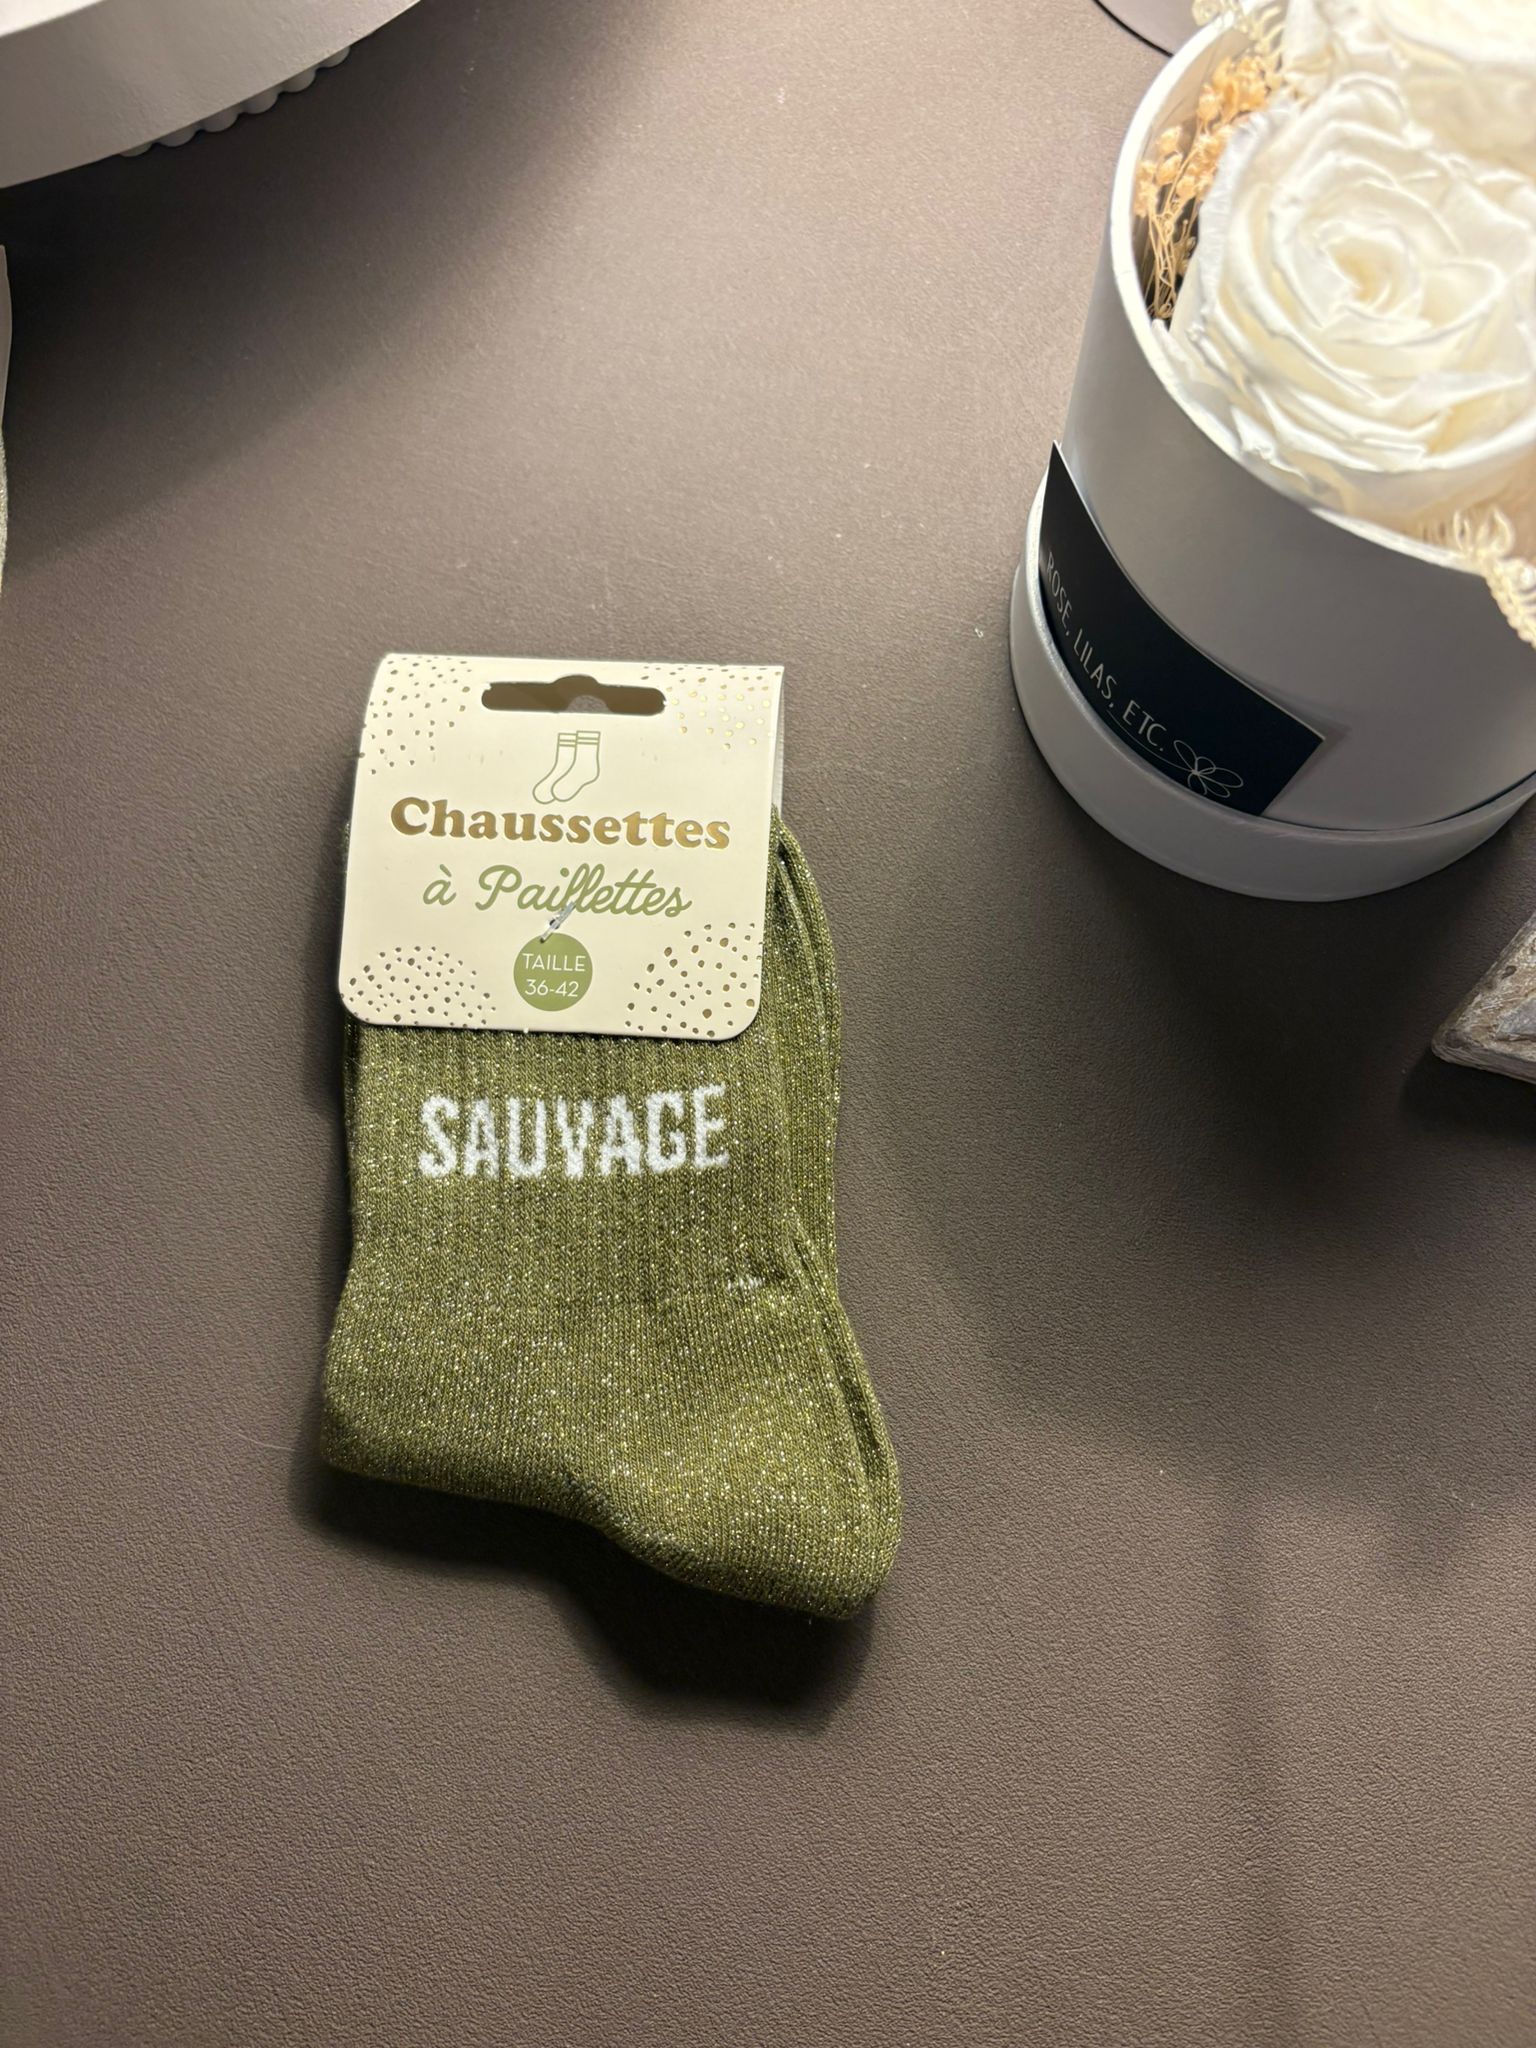 ROSE, LILAS, ETC.
Chaussettes
à Paillettes
TAILLE
36-42
SAUVAGE